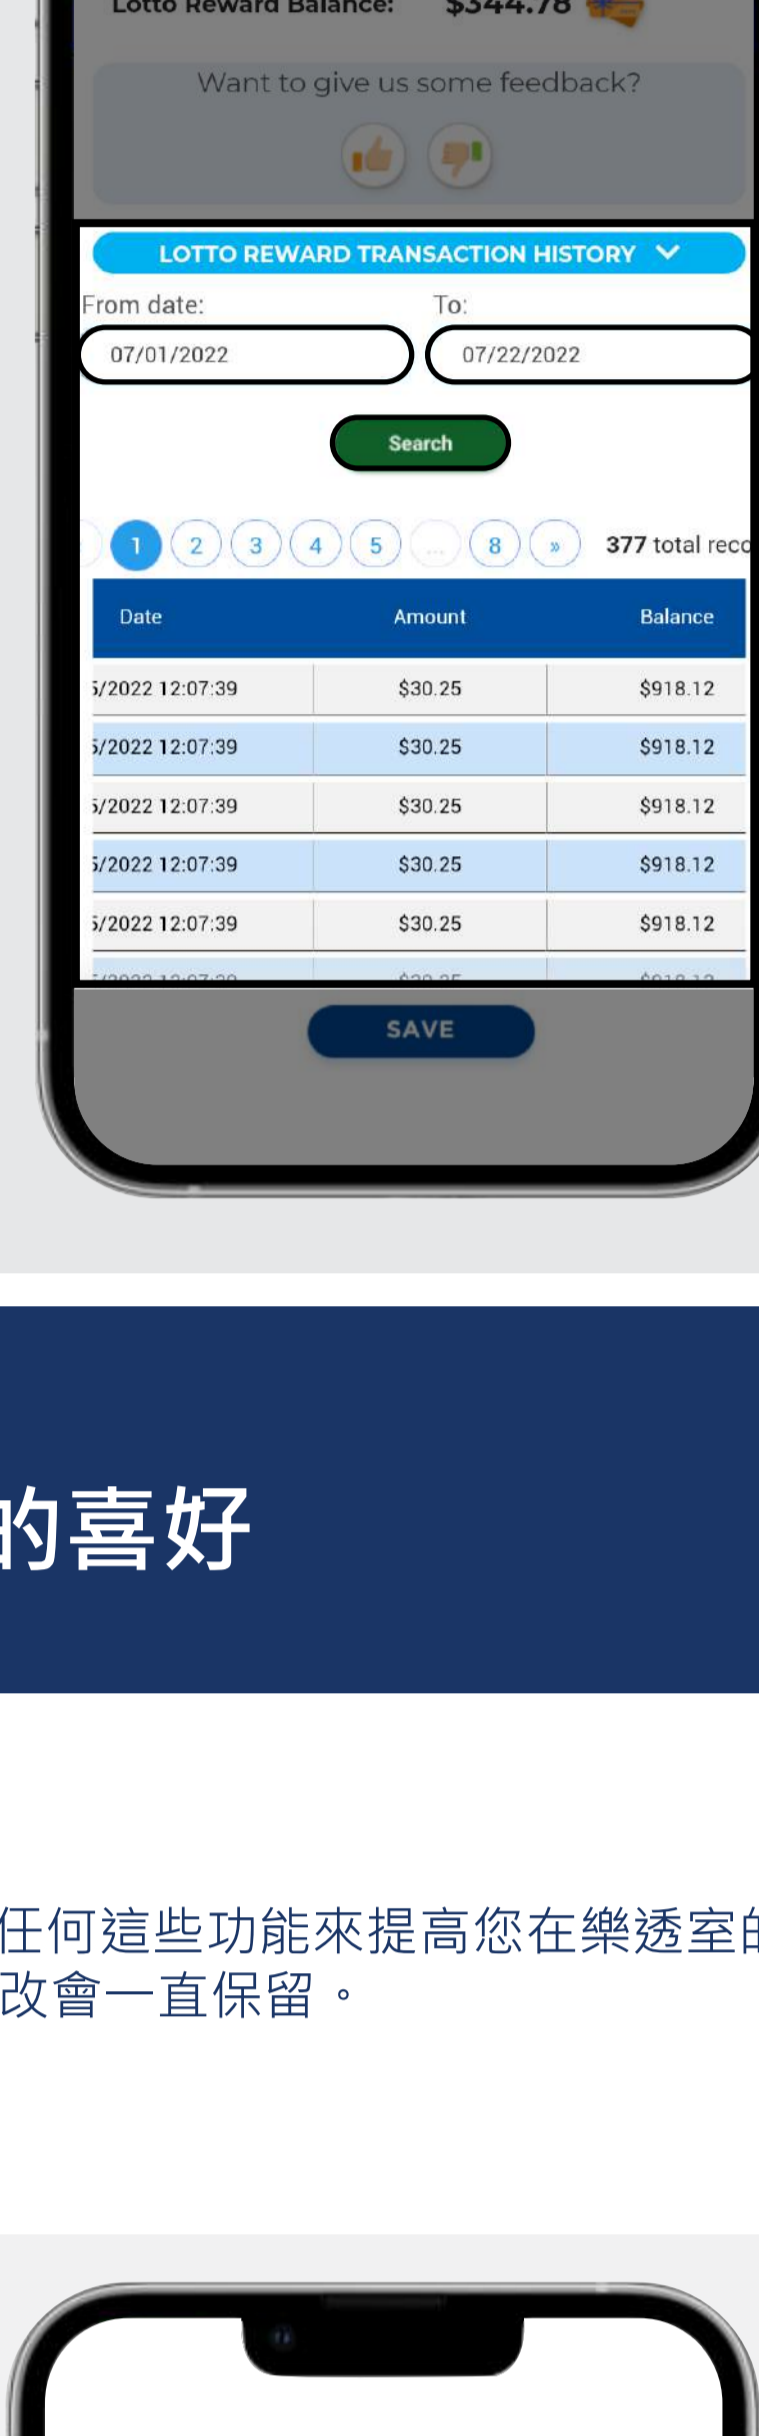 Lotto Reward Balance: $344.78
Want to give us some feedback?
LOTTO REWARD TRANSACTION HISTORY
From date: To:
07/01/2022 07/22/2022
Search
1 2 3 4 5 ... 8 » 377 total reco
Date Amount Balance
5/2022 12:07:39 $30.25 $918.12
5/2022 12:07:39 $30.25 $918.12
5/2022 12:07:39 $30.25 $918.12
5/2022 12:07:39 $30.25 $918.12
5/2022 12:07:39 $30.25 $918.12
SAVE
的喜好
任何這些功能來提高您在樂透室的
改會一直保留。